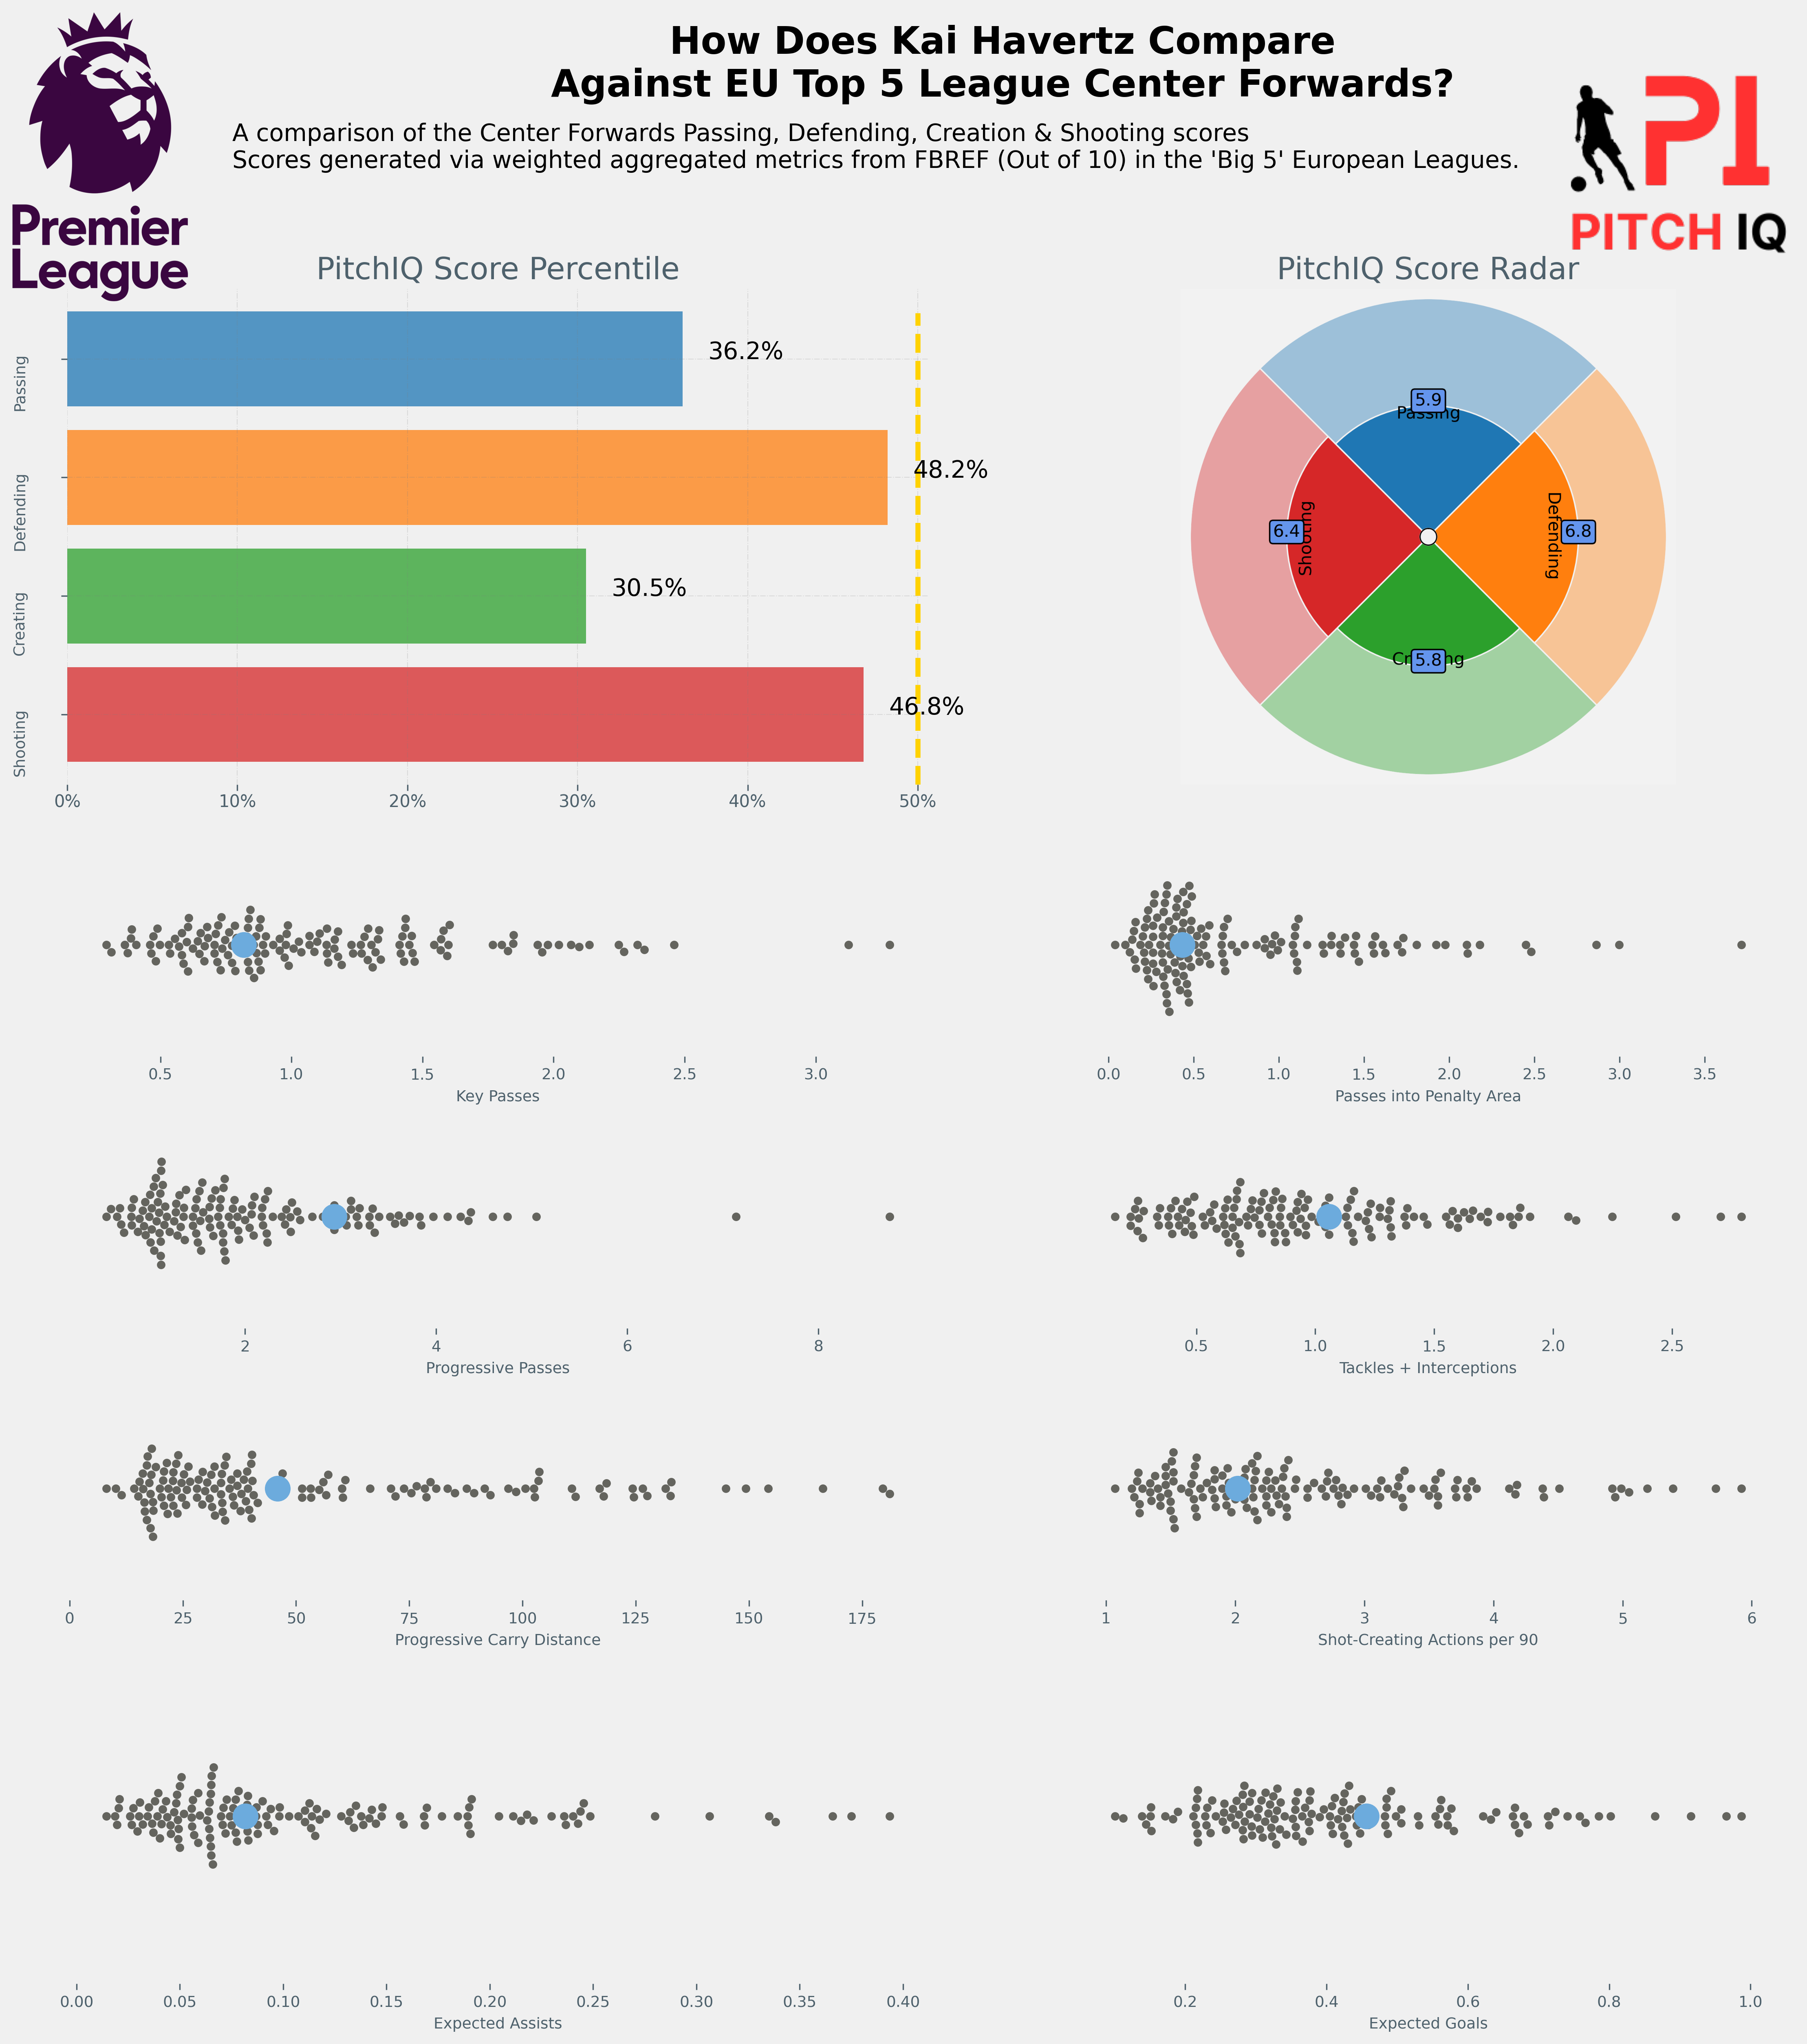 How Does Kai Havertz Compare
Against EU Top 5 League Center Forwards?
A comparison of the Center Forwards Passing, Defending, Creation & Shooting scores
Scores generated via weighted aggregated metrics from FBREF (Out of 10) in the 'Big 5' European Leagues.
Premier
League
PI
PITCH IQ
PitchIQ Score Percentile
Passing
36.2%
Defending
48.2%
Creating
30.5%
Shooting
46.8%
0% 10% 20% 30% 40% 50%
PitchIQ Score Radar
5.9
Passing
6.4
Shooting
Defending
6.8
Creating
5.8
0.5 1.0 1.5 2.0 2.5 3.0
Key Passes
0.0 0.5 1.0 1.5 2.0 2.5 3.0 3.5
Passes into Penalty Area
2 4 6 8
Progressive Passes
0.5 1.0 1.5 2.0 2.5
Tackles + Interceptions
0 25 50 75 100 125 150 175
Progressive Carry Distance
1 2 3 4 5 6
Shot-Creating Actions per 90
0.00 0.05 0.10 0.15 0.20 0.25 0.30 0.35 0.40
Expected Assists
0.2 0.4 0.6 0.8 1.0
Expected Goals